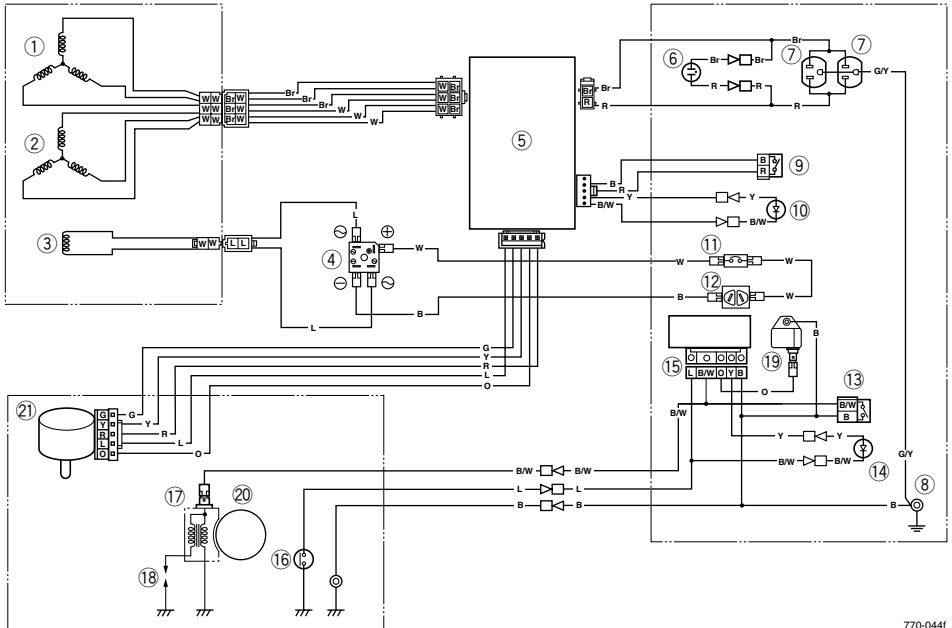 ① W W Br W Br W Br Br ⑥ Br ⑦ ⑦
W W Br W Br W Br Br Br R R G/Y
② W W Br W W W Br R R
W
W
⑤
B B ⑨
R R
Y Y ⑩
B/W B/W
③ W W L L L ④ W W ⑪ W
B B ⑫ W
L
⑮ L B/W O Y B ⑲ B
O ⑬
G B/W B/W
Y B
R Y Y
L B/W B/W ⑭
O G/Y
㉑ G G
Y Y
R R
L L
O O
B/W B/W
⑰ ⑳ L L ⑧
B B B
⑯
⑱
770-044f